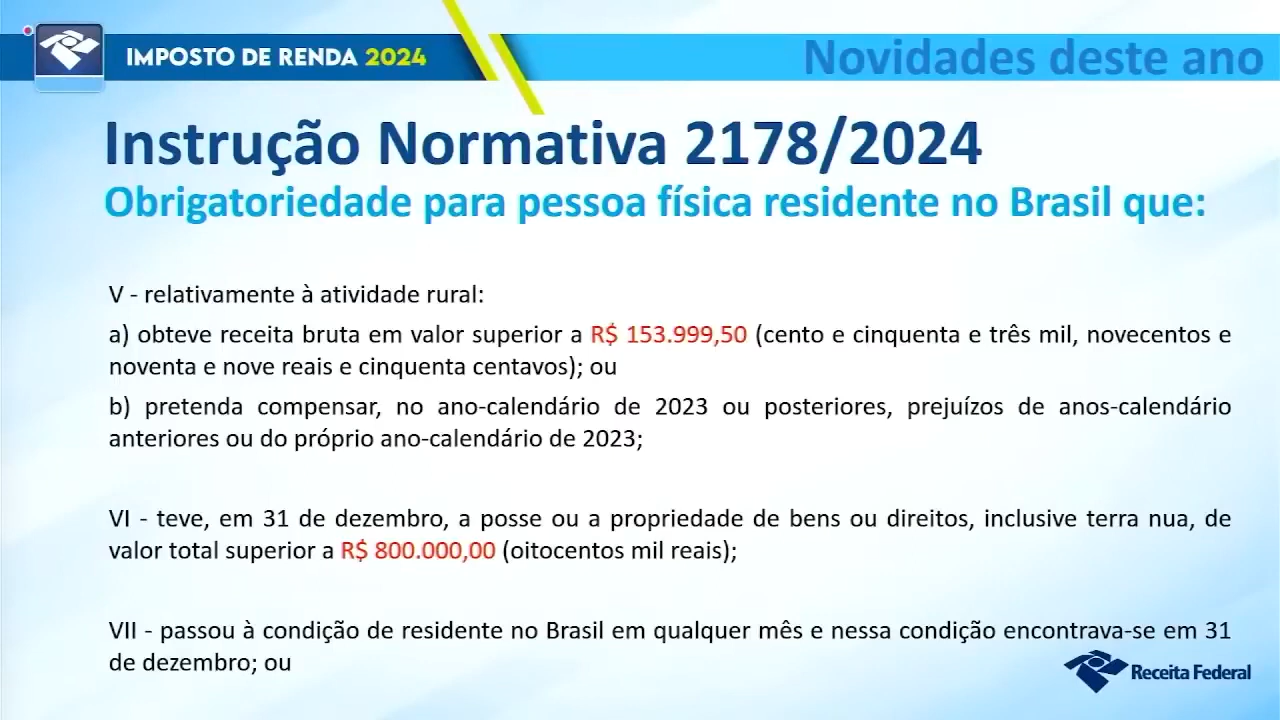 IMPOSTO DE RENDA 2024
Novidades deste ano
Instrução Normativa 2178/2024
Obrigatoriedade para pessoa física residente no Brasil que:
V - relativamente à atividade rural:
a) obteve receita bruta em valor superior a R$ 153.999,50 (cento e cinquenta e três mil, novecentos e
noventa e nove reais e cinquenta centavos); ou
b) pretenda compensar, no ano-calendário de 2023 ou posteriores, prejuízos de anos-calendário
anteriores ou do próprio ano-calendário de 2023;
VI - teve, em 31 de dezembro, a posse ou a propriedade de bens ou direitos, inclusive terra nua, de
valor total superior a R$ 800.000,00 (oitocentos mil reais);
VII - passou à condição de residente no Brasil em qualquer mês e nessa condição encontrava-se em 31
de dezembro; ou
Receita Federal